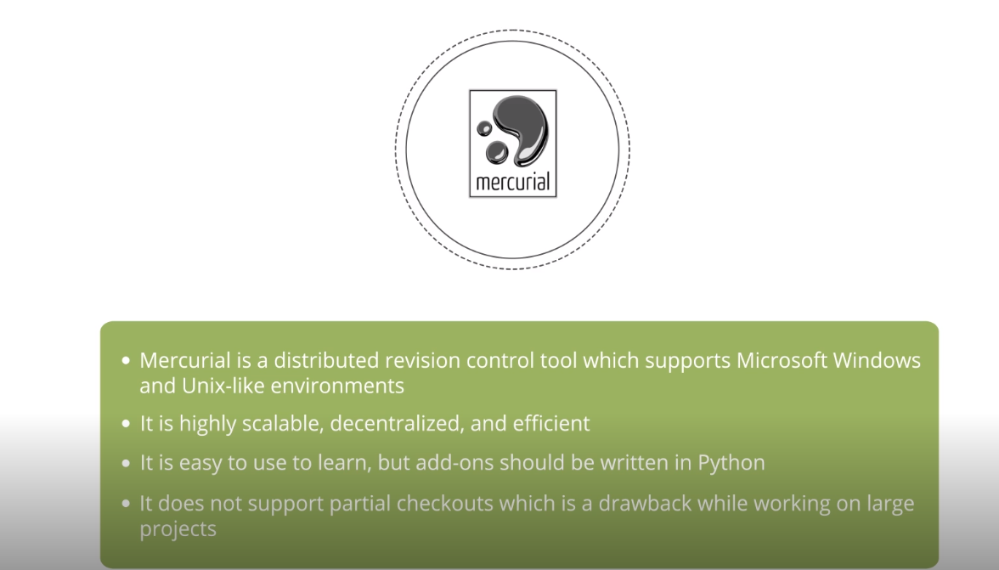 mercurial
• Mercurial is a distributed revision control tool which supports Microsoft Windows
and Unix-like environments
• It is highly scalable, decentralized, and efficient
• It is easy to use to learn, but add-ons should be written in Python
• It does not support partial checkouts which is a drawback while working on large
projects